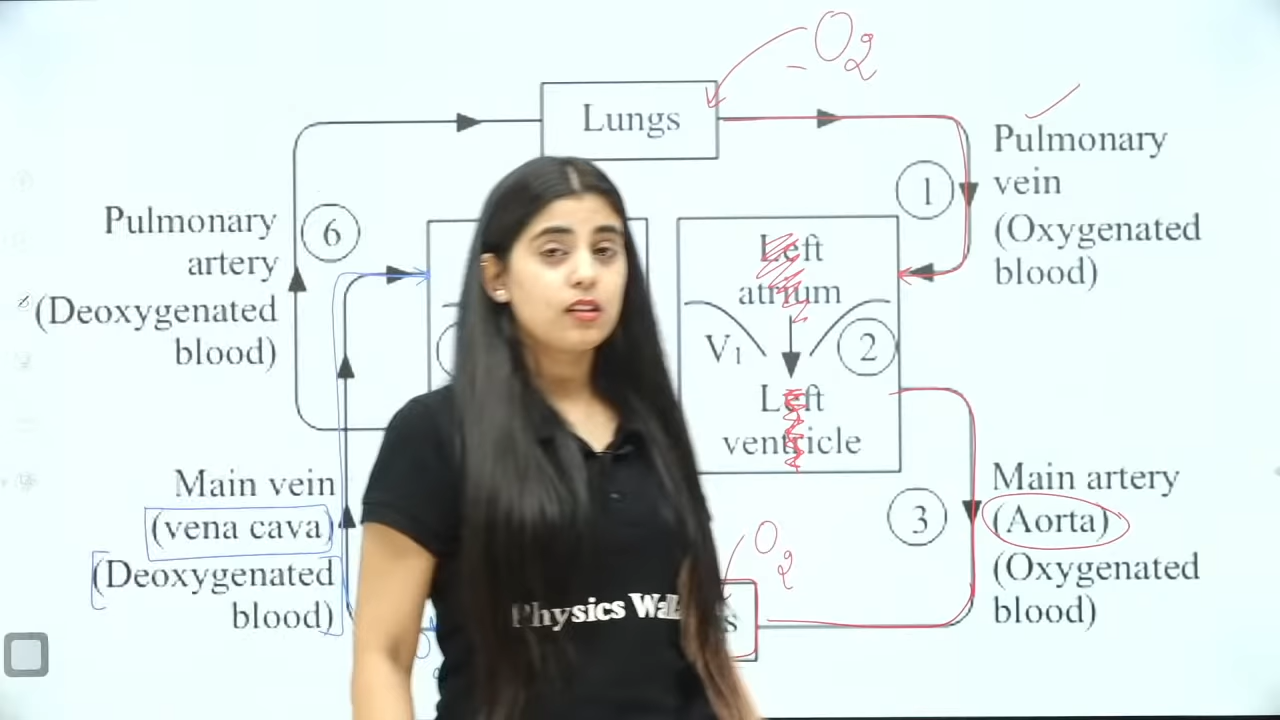 O2
Lungs
Pulmonary
vein
(Oxygenated
blood)
1
Pulmonary
artery
(Deoxygenated
blood)
6
Left
atrium
V1
2
Left
ventricle
Main vein
(vena cava)
(Deoxygenated
blood)
3
Main artery
(Aorta)
(Oxygenated
blood)
O2
Physics Walla
s